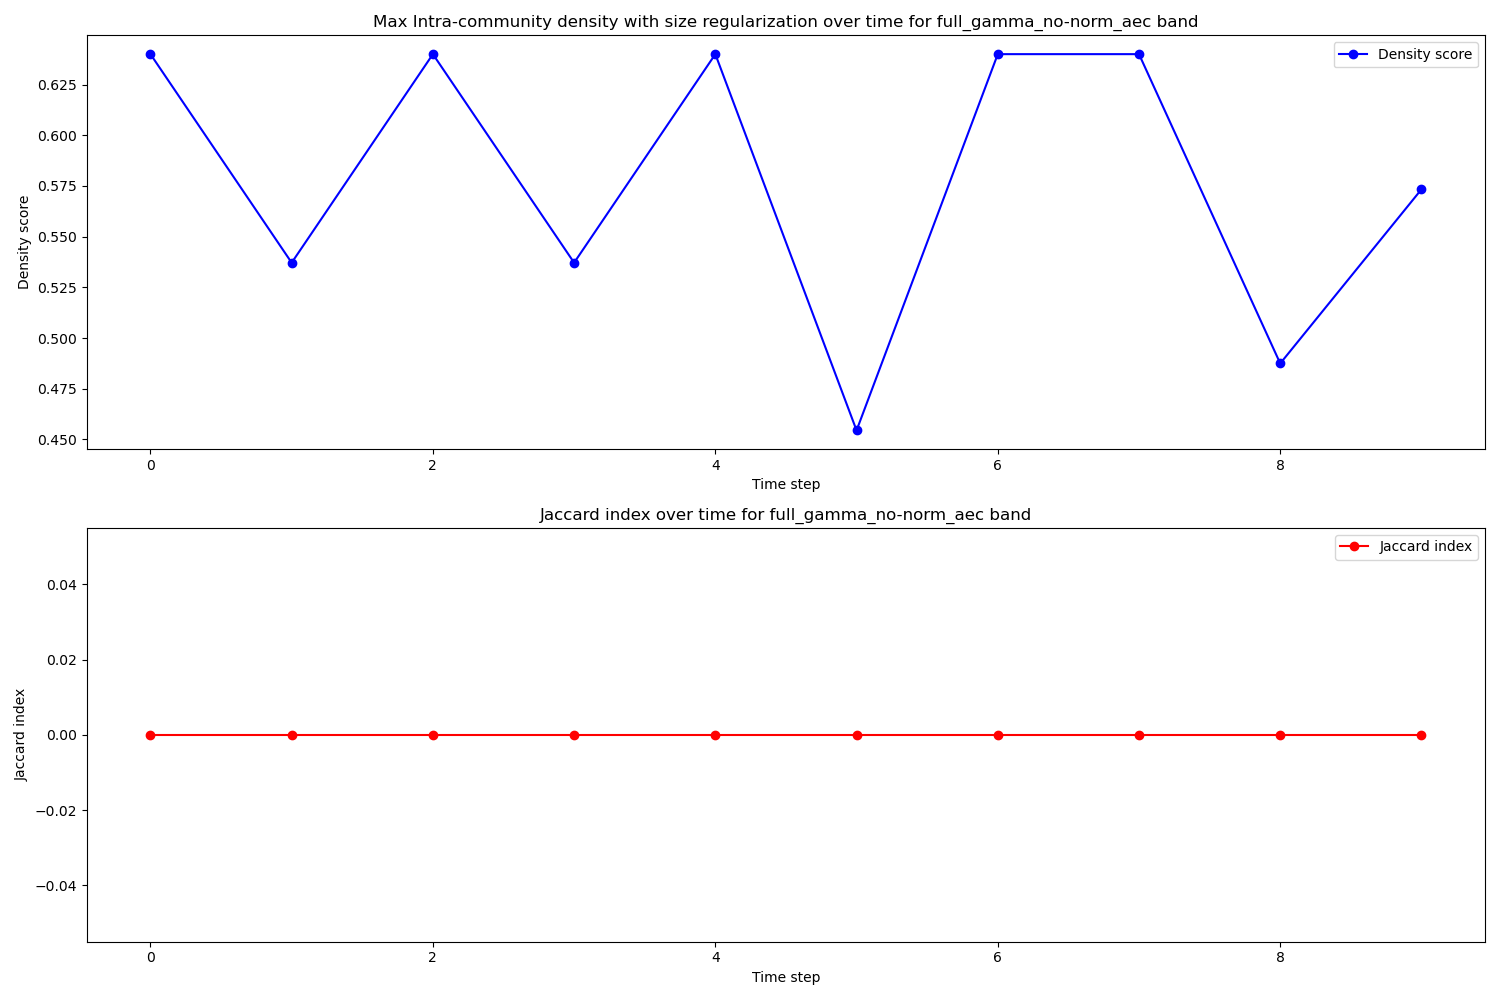 Max Intra-community density with size regularization over time for full_gamma_no-norm_aec band
Density score
0.625
0.600
0.575
0.550
0.525
0.500
0.475
0.450
Density score
0 2 4 6 8
Time step
Jaccard index over time for full_gamma_no-norm_aec band
Jaccard index
0.04
0.02
0.00
−0.02
−0.04
Jaccard index
0 2 4 6 8
Time step